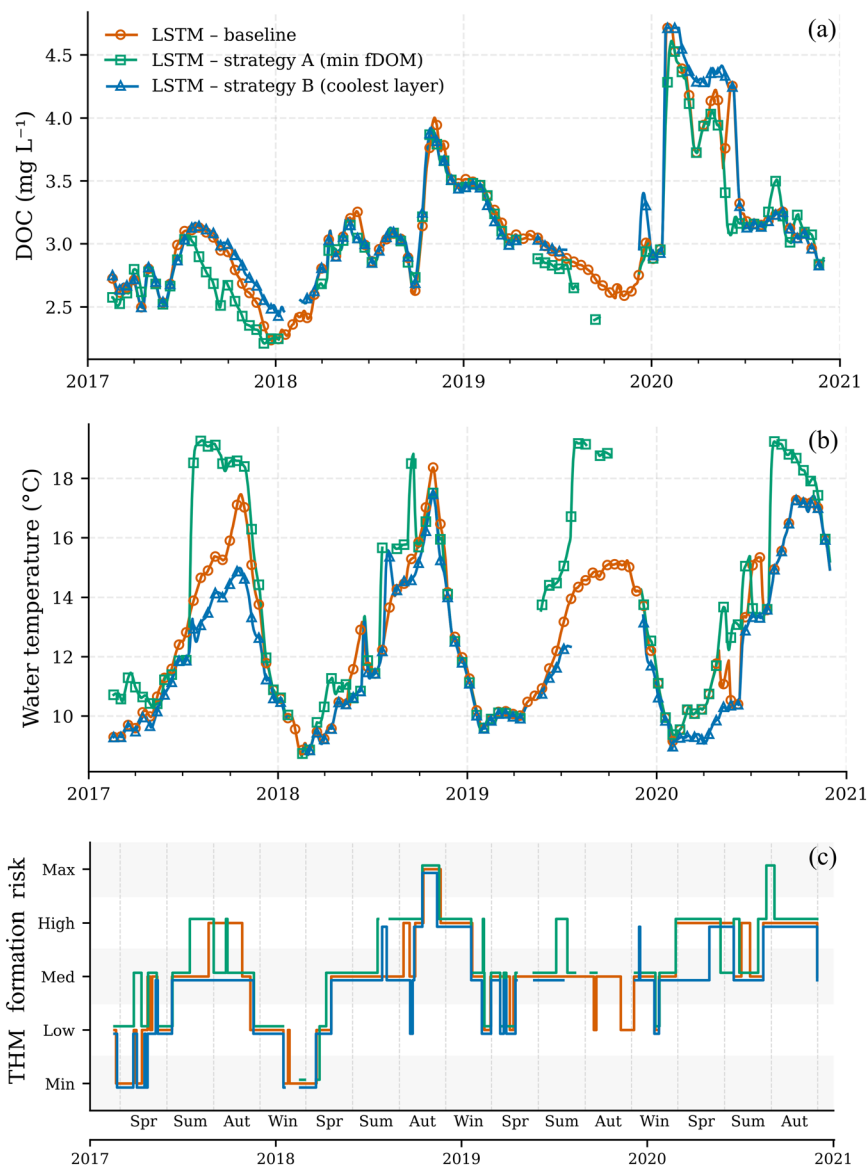 (a)
LSTM – baseline
LSTM – strategy A (min fDOM)
LSTM – strategy B (coolest layer)
DOC (mg L⁻¹)
4.5
4.0
3.5
3.0
2.5
2017 2018 2019 2020 2021
(b)
Water temperature (°C)
18
16
14
12
10
2017 2018 2019 2020 2021
(c)
THM formation risk
Max
High
Med
Low
Min
Spr Sum Aut Win Spr Sum Aut Win Spr Sum Aut Win Spr Sum Aut
2017 2018 2019 2020 2021